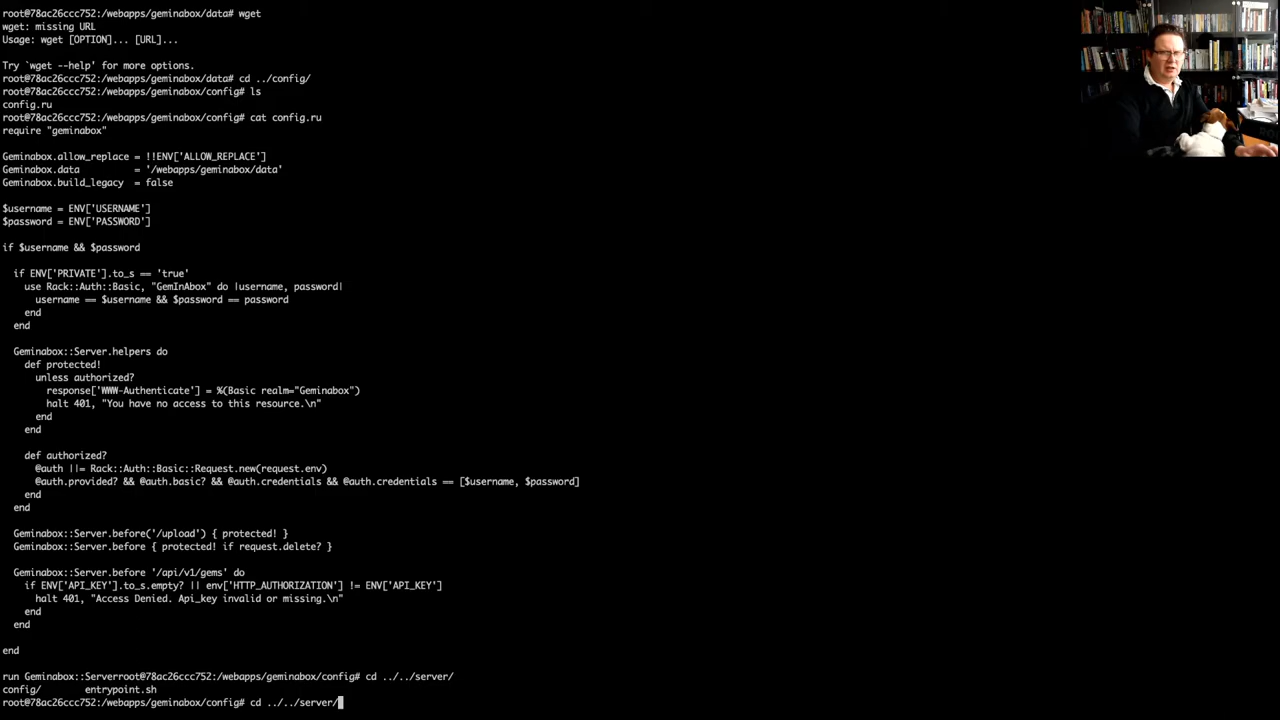 root@78ac26ccc752:/webapps/geminabox/data# wget
wget: missing URL
Usage: wget [OPTION]... [URL]...

Try `wget --help' for more options.
root@78ac26ccc752:/webapps/geminabox/data# cd ../config/
root@78ac26ccc752:/webapps/geminabox/config# ls
config.ru
root@78ac26ccc752:/webapps/geminabox/config# cat config.ru
require "geminabox"

Geminabox.allow_replace = !!ENV['ALLOW_REPLACE']
Geminabox.data          = '/webapps/geminabox/data'
Geminabox.build_legacy  = false

$username = ENV['USERNAME']
$password = ENV['PASSWORD']

if $username && $password

  if ENV['PRIVATE'].to_s == 'true'
    use Rack::Auth::Basic, "GemInAbox" do |username, password|
      username == $username && $password == password
    end
  end

  Geminabox::Server.helpers do
    def protected!
      unless authorized?
        response['WWW-Authenticate'] = %(Basic realm="Geminabox")
        halt 401, "You have no access to this resource.\n"
      end
    end

    def authorized?
      @auth ||= Rack::Auth::Basic::Request.new(request.env)
      @auth.provided? && @auth.basic? && @auth.credentials && @auth.credentials == [$username, $password]
    end
  end

  Geminabox::Server.before('/upload') { protected! }
  Geminabox::Server.before { protected! if request.delete? }

  Geminabox::Server.before '/api/v1/gems' do
    if ENV['API_KEY'].to_s.empty? || env['HTTP_AUTHORIZATION'] != ENV['API_KEY']
      halt 401, "Access Denied. Api_key invalid or missing.\n"
    end
  end

end

run Geminabox::Serverroot@78ac26ccc752:/webapps/geminabox/config# cd ../../server/
config/        entrypoint.sh
root@78ac26ccc752:/webapps/geminabox/config# cd ../../server/